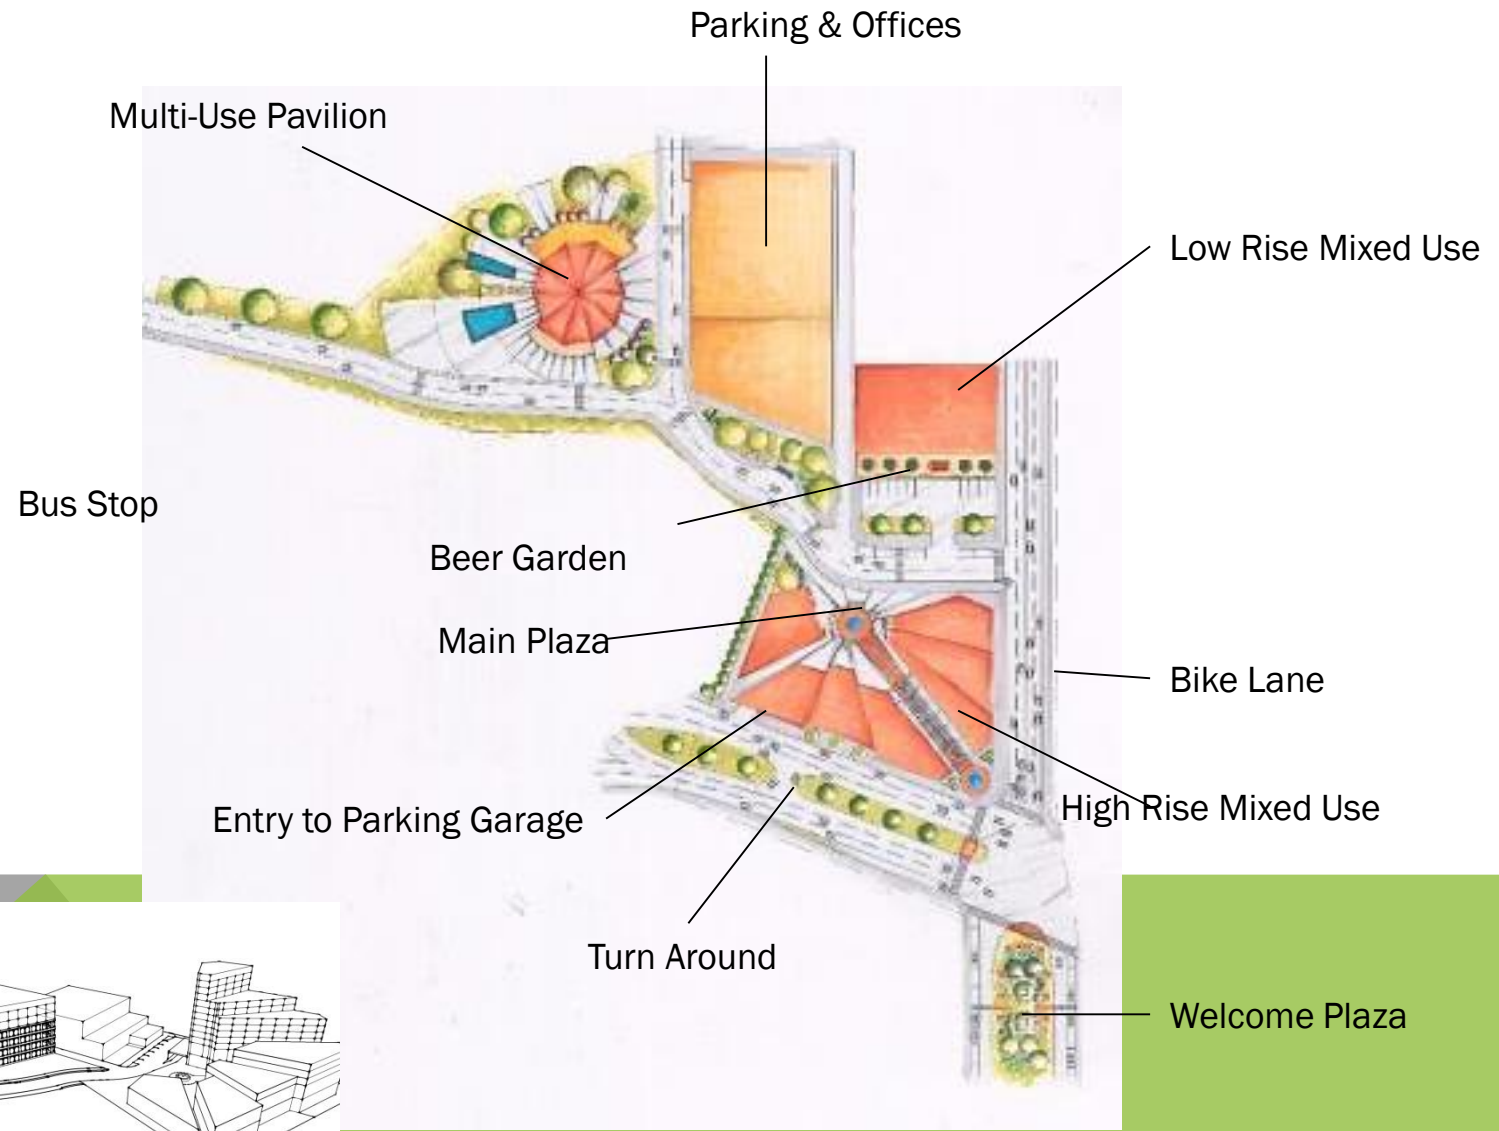 Parking & Offices
Multi-Use Pavilion
Low Rise Mixed Use
Bus Stop
Beer Garden
Main Plaza
Bike Lane
High Rise Mixed Use
Entry to Parking Garage
Turn Around
Welcome Plaza